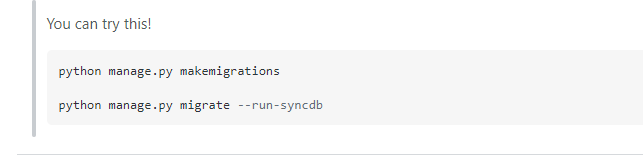 You can try this!
python manage.py makemigrations
python manage.py migrate --run-syncdb